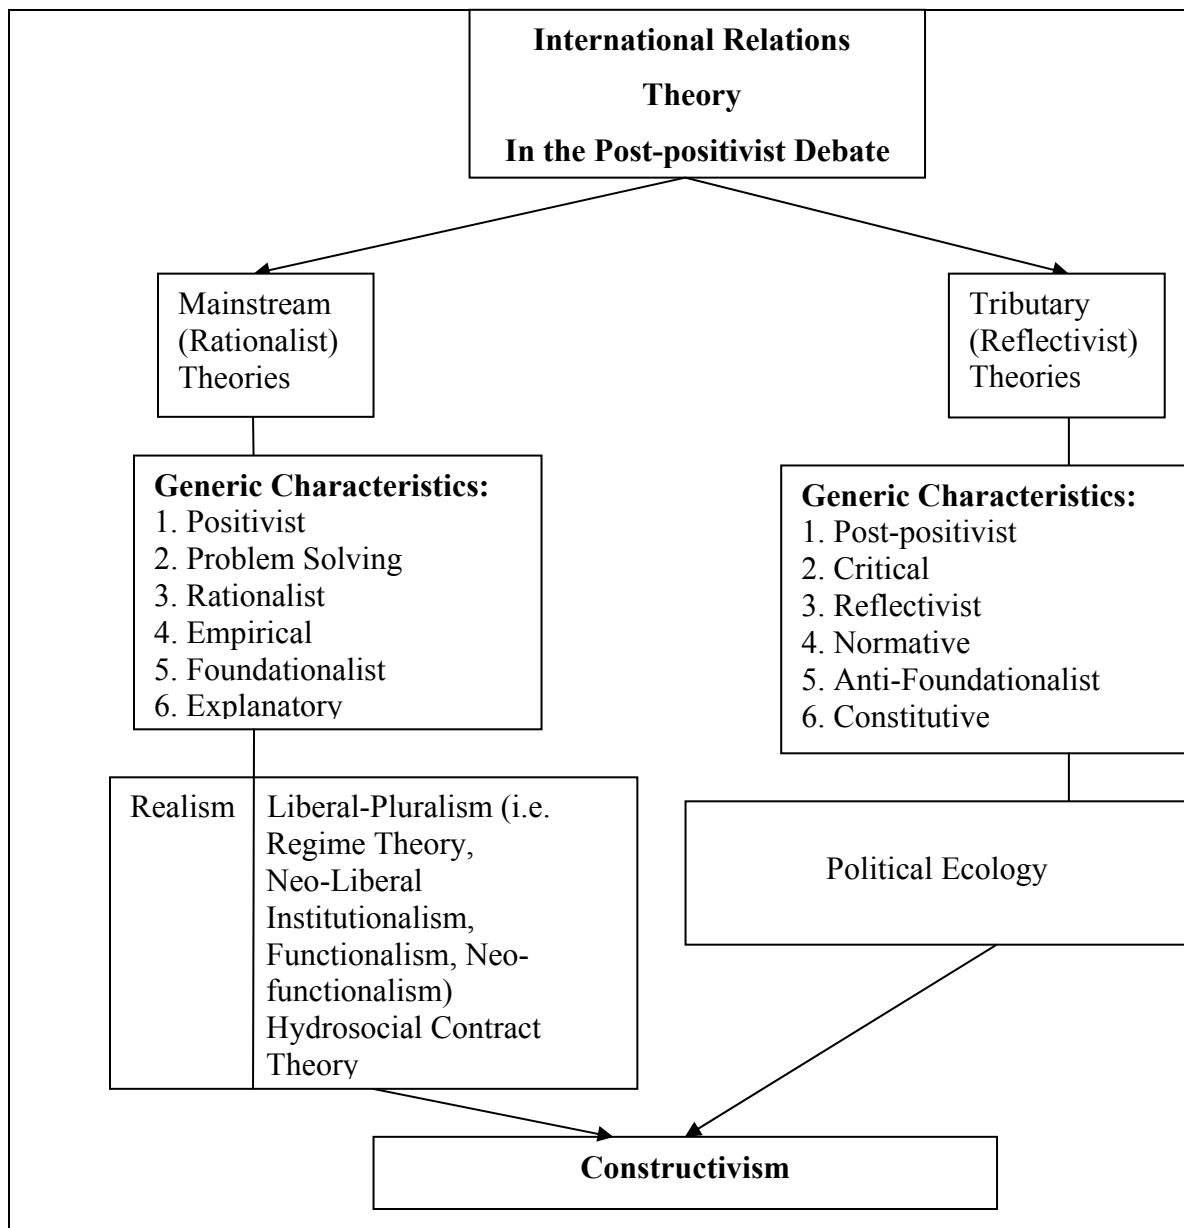 International Relations
Theory
In the Post-positivist Debate
Mainstream
(Rationalist)
Theories
Tributary
(Reflectivist)
Theories
Generic Characteristics:
1. Positivist
2. Problem Solving
3. Rationalist
4. Empirical
5. Foundationalist
6. Explanatory
Generic Characteristics:
1. Post-positivist
2. Critical
3. Reflectivist
4. Normative
5. Anti-Foundationalist
6. Constitutive
Realism
Liberal-Pluralism (i.e.
Regime Theory,
Neo-Liberal
Institutionalism,
Functionalism, Neo-
functionalism)
Hydrosocial Contract
Theory
Political Ecology
Constructivism